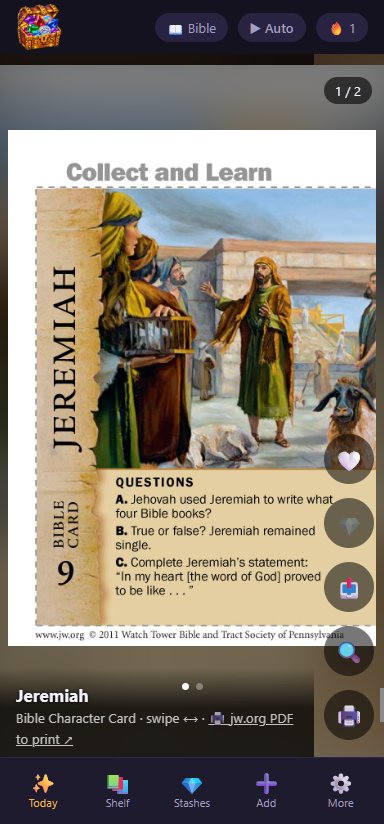 Bible
Auto
1
1 / 2
Collect and Learn
JEREMIAH
BIBLE
CARD
9
QUESTIONS
A. Jehovah used Jeremiah to write what
four Bible books?
B. True or false? Jeremiah remained
single.
C. Complete Jeremiah's statement:
“In my heart [the word of God] proved
to be like . . . ”
www.jw.org © 2011 Watch Tower Bible and Tract Society of Pennsylvania
Jeremiah
Bible Character Card · swipe ↔ · jw.org PDF
to print ↗
Today
Shelf
Stashes
Add
More